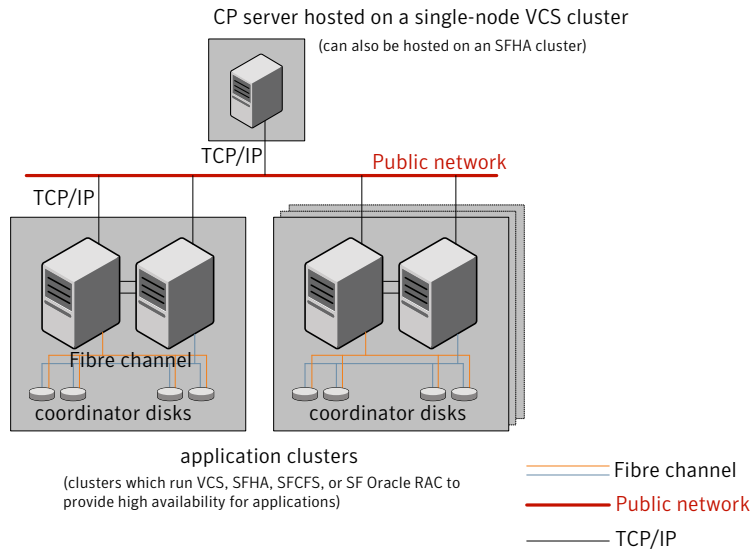 CP server hosted on a single-node VCS cluster
(can also be hosted on an SFHA cluster)
TCP/IP
Public network
TCP/IP
Fibre channel
coordinator disks
coordinator disks
application clusters
(clusters which run VCS, SFHA, SFCFS, or SF Oracle RAC to
provide high availability for applications)
Fibre channel
Public network
TCP/IP